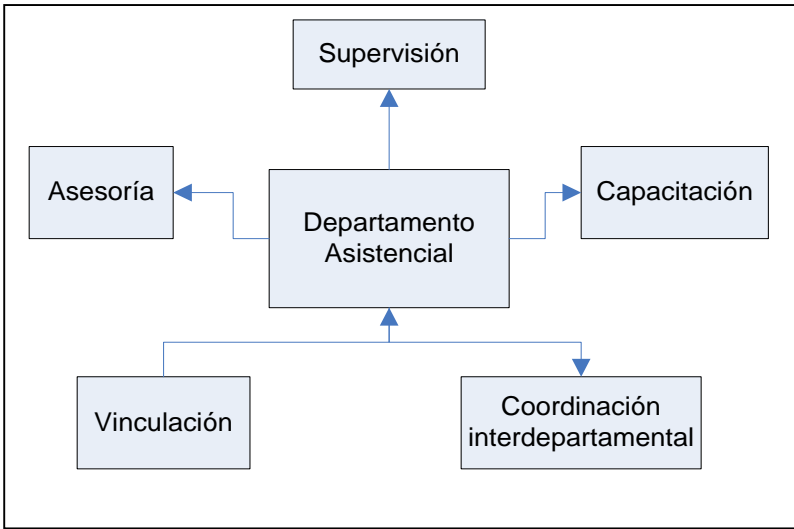 Supervisión
Asesoría
Departamento
Asistencial
Capacitación
Vinculación
Coordinación
interdepartamental